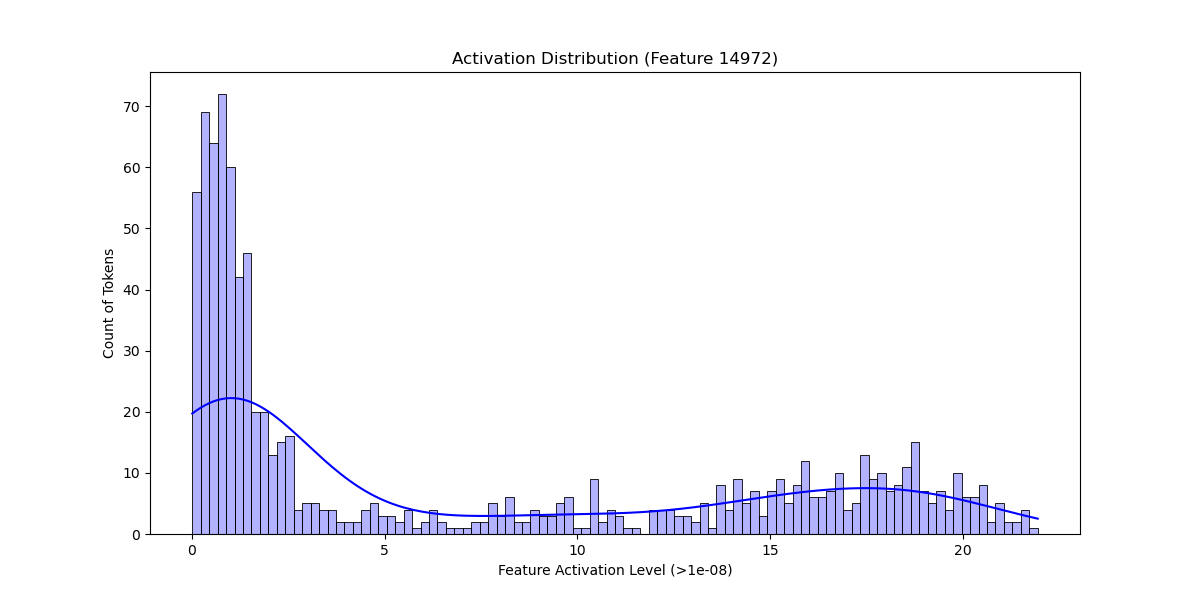 Activation Distribution (Feature 14972)
70
60
50
40
30
20
10
0
Count of Tokens
0 5 10 15 20
Feature Activation Level (>1e-08)